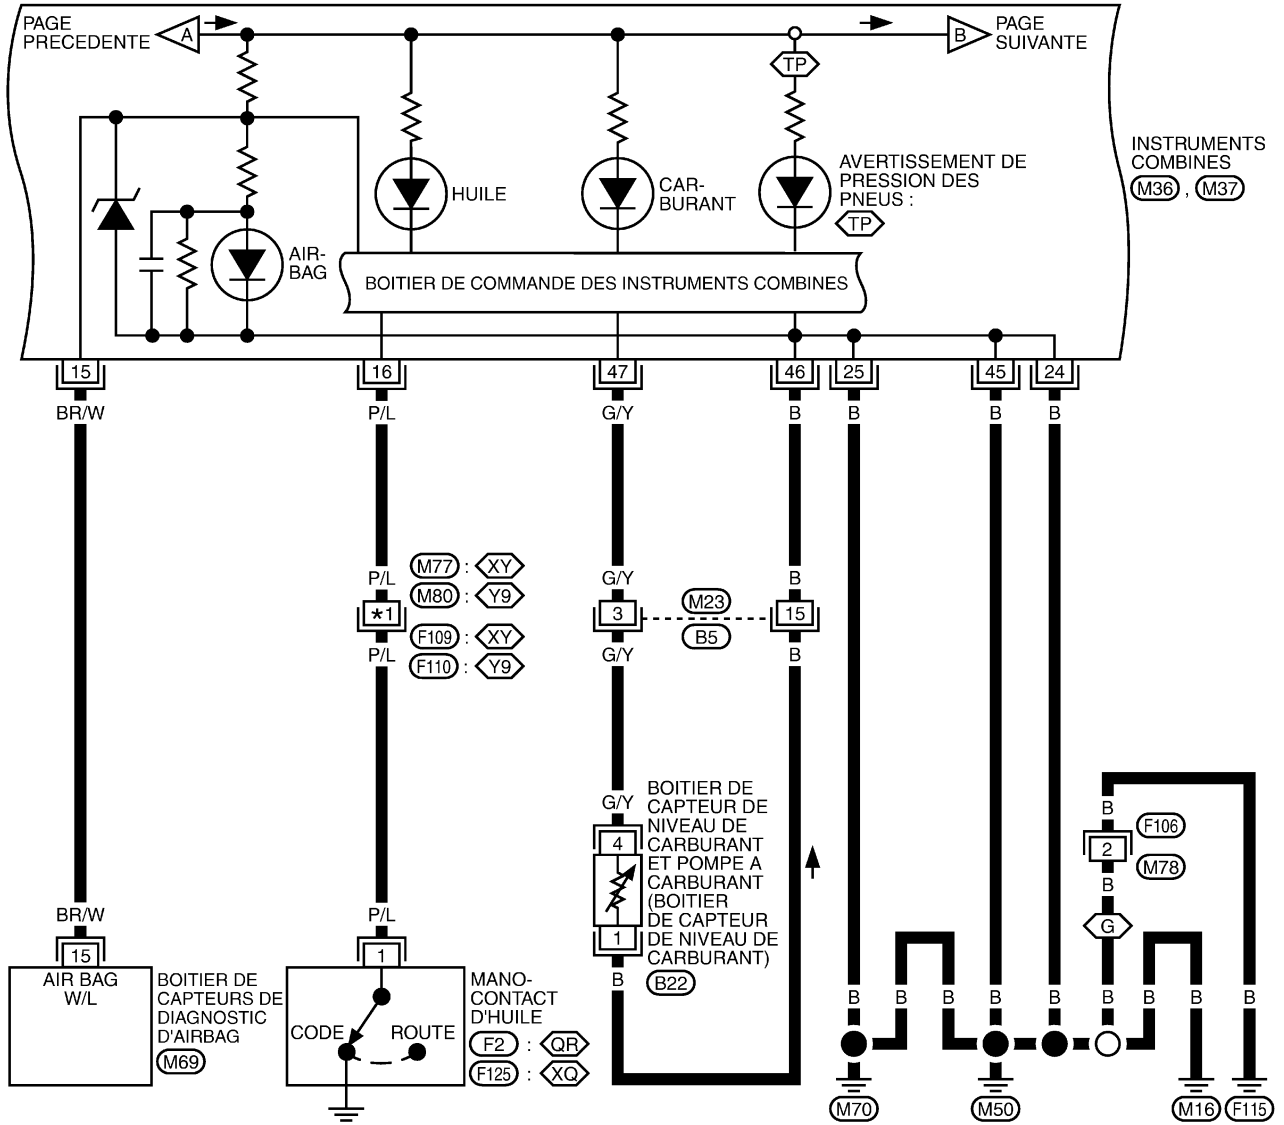 PAGE
PRECEDENTE
A
B
PAGE
SUIVANTE
TP
INSTRUMENTS
COMBINES
M36 , M37
HUILE
CAR-
BURANT
AVERTISSEMENT DE
PRESSION DES
PNEUS :
TP
AIR-
BAG
BOITIER DE COMMANDE DES INSTRUMENTS COMBINES
15 16 47 46 25 45 24
BR/W P/L G/Y B B B B
M77 : XY
M80 : Y9
P/L G/Y B
*1 3 15
M23
B5
F109 : XY
F110 : Y9
P/L G/Y B
G/Y
4
1
B
BOITIER DE
CAPTEUR DE
NIVEAU DE
CARBURANT
ET POMPE A
CARBURANT
(BOITIER
DE CAPTEUR
DE NIVEAU DE
CARBURANT)
B22
B
F106
2
M78
B
G
BR/W P/L
15 1
AIR BAG
W/L
BOITIER DE
CAPTEURS DE
DIAGNOSTIC
D'AIRBAG
M69
CODE ROUTE
MANO-
CONTACT
D'HUILE
F2 : QR
F125 : XQ
B B B B B B B B
M70 M50 M16 F115